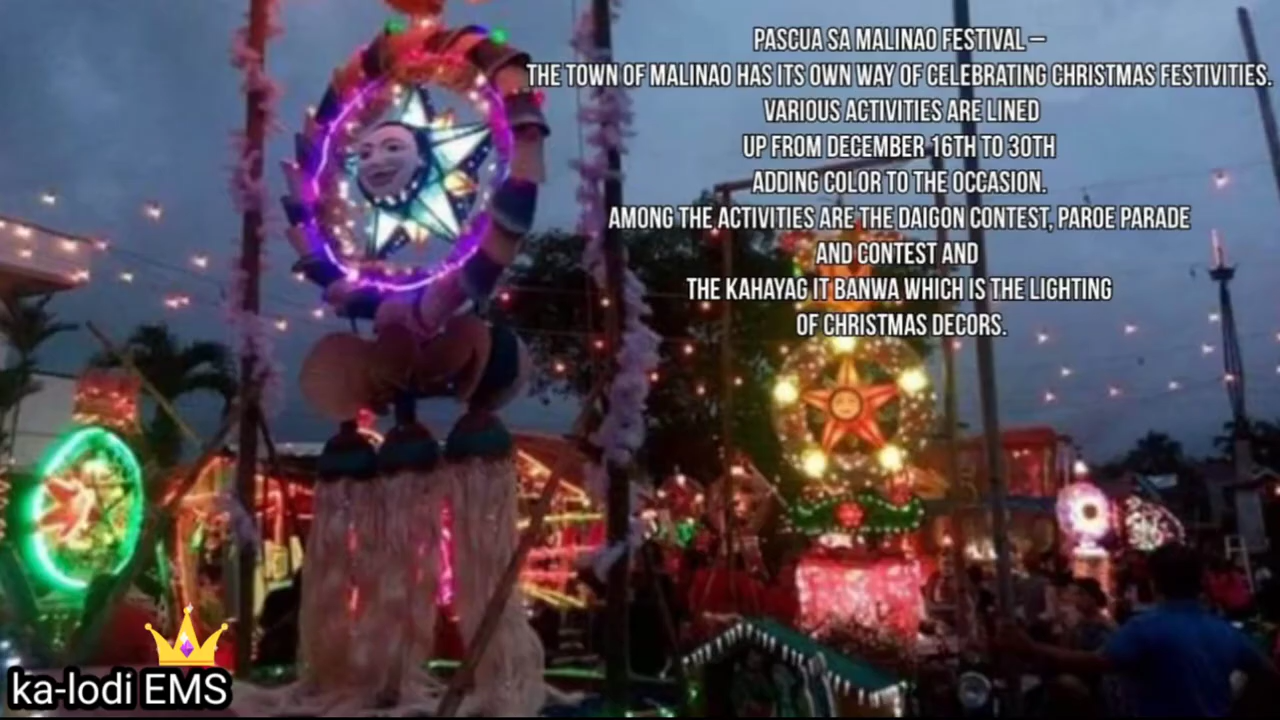 PASCUA SA MALINAO FESTIVAL –
THE TOWN OF MALINAO HAS ITS OWN WAY OF CELEBRATING CHRISTMAS FESTIVITIES.
VARIOUS ACTIVITIES ARE LINED
UP FROM DECEMBER 16TH TO 30TH
ADDING COLOR TO THE OCCASION.
AMONG THE ACTIVITIES ARE THE DAIGON CONTEST, PAROE PARADE
AND CONTEST AND
THE KAHAYAG IT BANWA WHICH IS THE LIGHTING
OF CHRISTMAS DECORS.
ka-lodi EMS